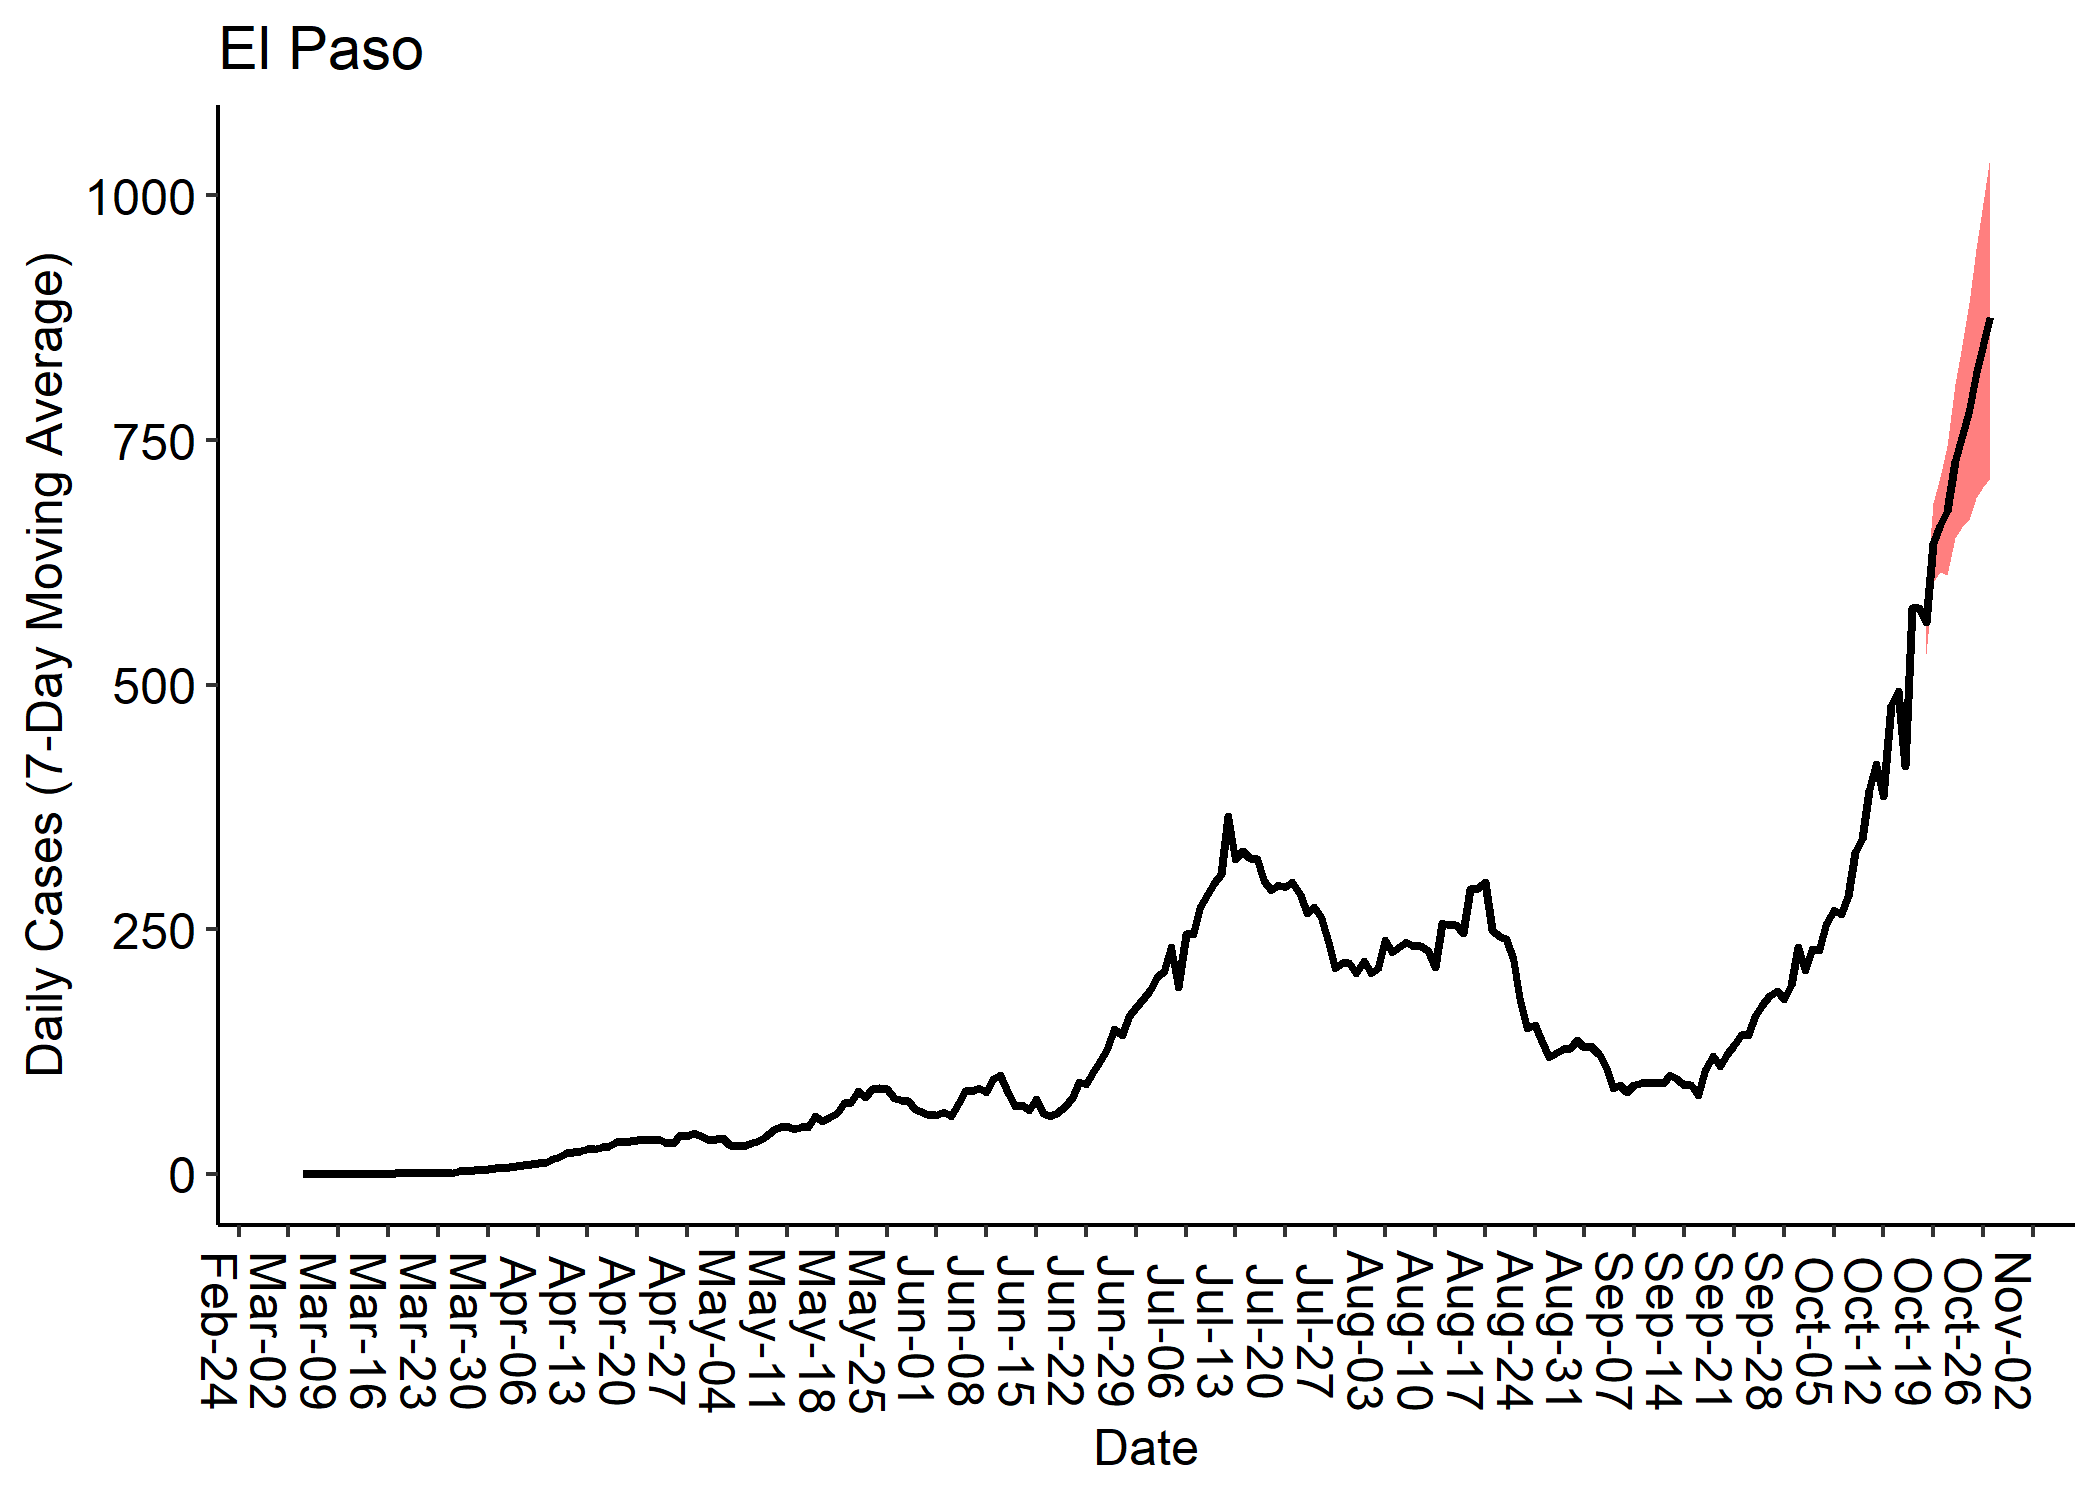 El Paso
Daily Cases (7-Day Moving Average)
1000
750
500
250
0
Feb-24
Mar-02
Mar-09
Mar-16
Mar-23
Mar-30
Apr-06
Apr-13
Apr-20
Apr-27
May-04
May-11
May-18
May-25
Jun-01
Jun-08
Jun-15
Jun-22
Jun-29
Jul-06
Jul-13
Jul-20
Jul-27
Aug-03
Aug-10
Aug-17
Aug-24
Aug-31
Sep-07
Sep-14
Sep-21
Sep-28
Oct-05
Oct-12
Oct-19
Oct-26
Nov-02
Date